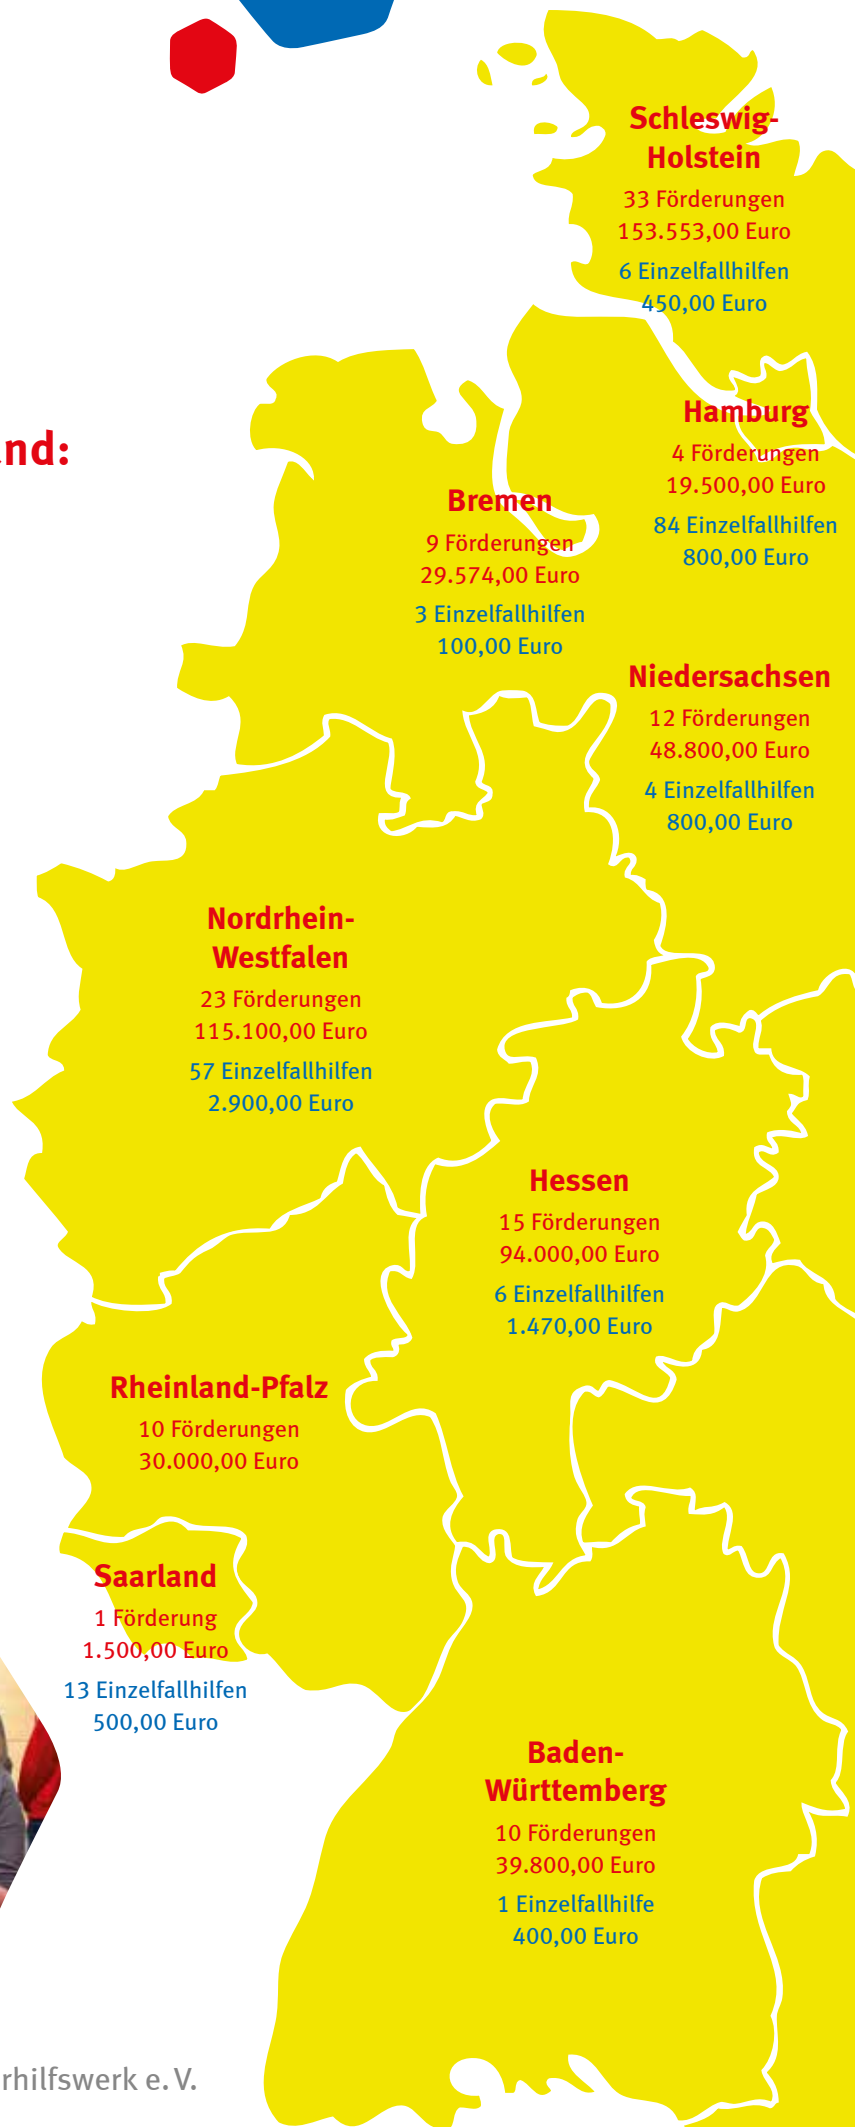 Schleswig-
Holstein
33 Förderungen
153.553,00 Euro
6 Einzelfallhilfen
450,00 Euro
Hamburg
4 Förderungen
19.500,00 Euro
84 Einzelfallhilfen
800,00 Euro
nd:
Bremen
9 Förderungen
29.574,00 Euro
3 Einzelfallhilfen
100,00 Euro
Niedersachsen
12 Förderungen
48.800,00 Euro
4 Einzelfallhilfen
800,00 Euro
Nordrhein-
Westfalen
23 Förderungen
115.100,00 Euro
57 Einzelfallhilfen
2.900,00 Euro
Hessen
15 Förderungen
94.000,00 Euro
6 Einzelfallhilfen
1.470,00 Euro
Rheinland-Pfalz
10 Förderungen
30.000,00 Euro
Saarland
1 Förderung
1.500,00 Euro
13 Einzelfallhilfen
500,00 Euro
Baden-
Württemberg
10 Förderungen
39.800,00 Euro
1 Einzelfallhilfe
400,00 Euro
rhilfswerk e. V.